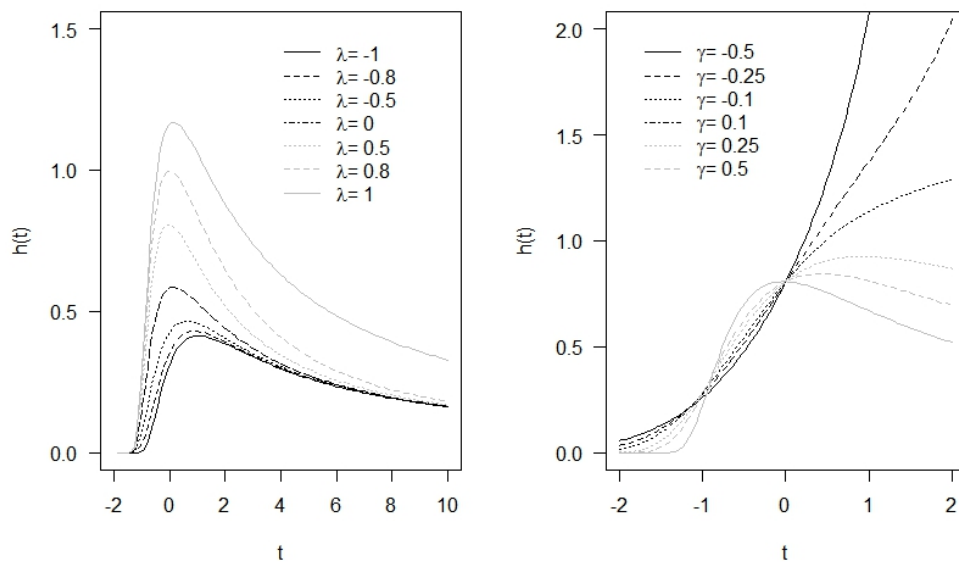 1.5
1.0
0.5
0.0
h(t)
λ= -1
λ= -0.8
λ= -0.5
λ= 0
λ= 0.5
λ= 0.8
λ= 1
-2 0 2 4 6 8 10
t
2.0
1.5
1.0
0.5
0.0
h(t)
γ= -0.5
γ= -0.25
γ= -0.1
γ= 0.1
γ= 0.25
γ= 0.5
-2 -1 0 1 2
t